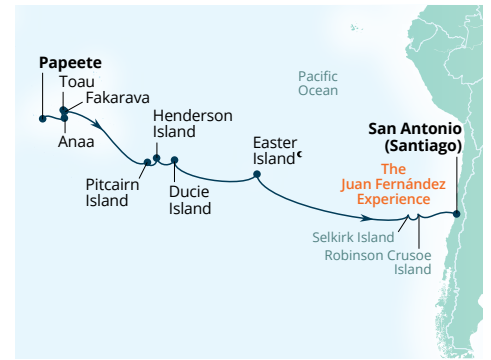 Papeete
Toau
Fakarava
Anaa
Henderson
Island
Pitcairn
Island
Ducie
Island
Easter
Island€
Pacific
Ocean
San Antonio
(Santiago)
The
Juan Fernández
Experience
Selkirk Island
Robinson Crusoe
Island